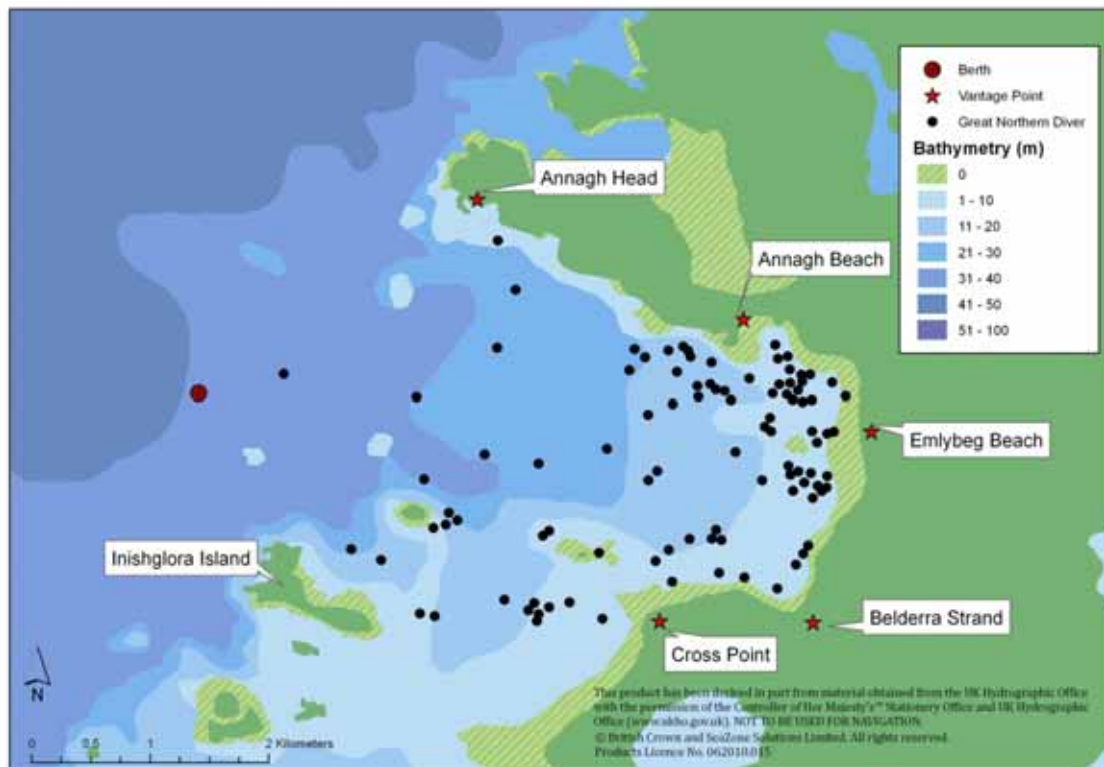 Berth
Vantage Point
Great Northern Diver
Bathymetry (m)
0
1 - 10
11 - 20
21 - 30
31 - 40
41 - 50
51 - 100
Annagh Head
Annagh Beach
Emlybeg Beach
Inishglora Island
Belderra Strand
Cross Point
N
0 0.5 1 2 Kilometers
This product has been derived in part from material obtained from the UK Hydrographic Office
with the permission of the Controller of Her Majesty's™ Stationery Office and UK Hydrographic
Office (www.ukho.gov.uk). NOT TO BE USED FOR NAVIGATION.
© British Crown and SeaZone Solutions Limited. All rights reserved.
Products Licence No. 062010.015